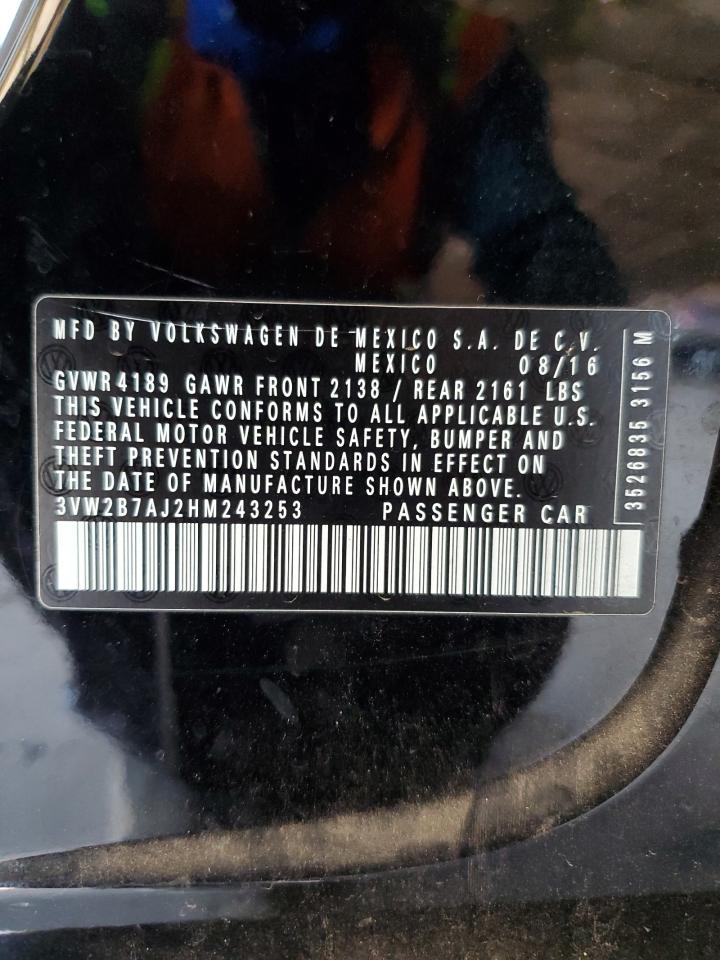 MFD BY VOLKSWAGEN DE MEXICO S.A. DE C.V.
MEXICO 08/16
GVWR 4189 GAWR FRONT 2138 / REAR 2161 LBS
THIS VEHICLE CONFORMS TO ALL APPLICABLE U.S.
FEDERAL MOTOR VEHICLE SAFETY, BUMPER AND
THEFT PREVENTION STANDARDS IN EFFECT ON
THE DATE OF MANUFACTURE SHOWN ABOVE.
3VW2B7AJ2HM243253 PASSENGER CAR
3526835 3156 M